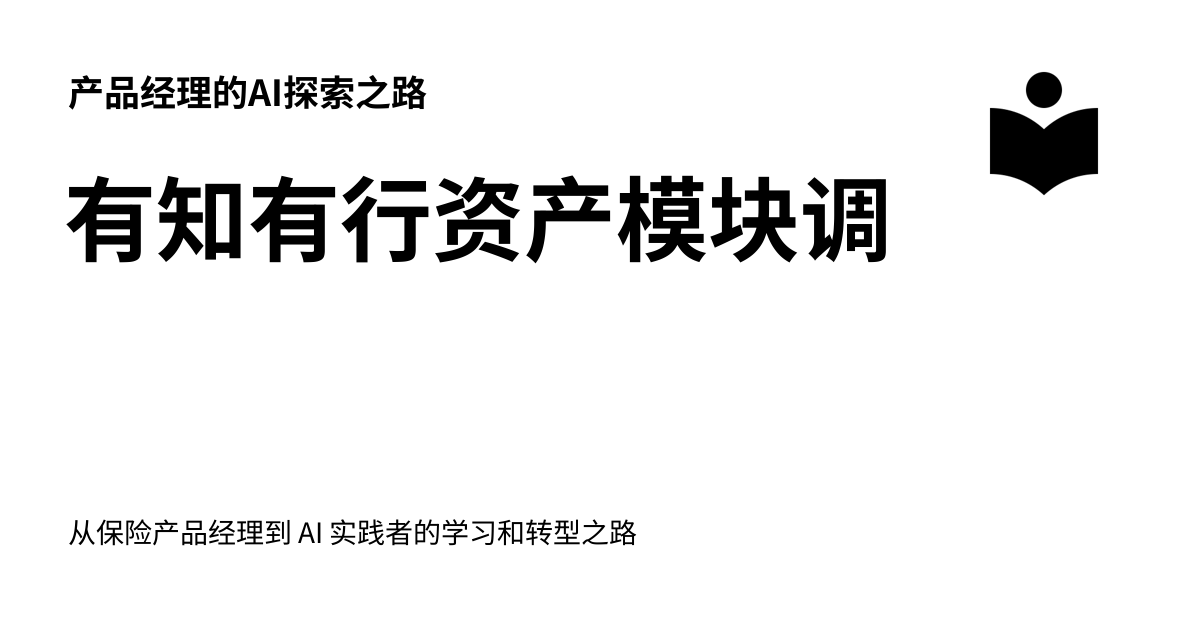 产品经理的AI探索之路
有知有行资产模块调
从保险产品经理到 AI 实践者的学习和转型之路